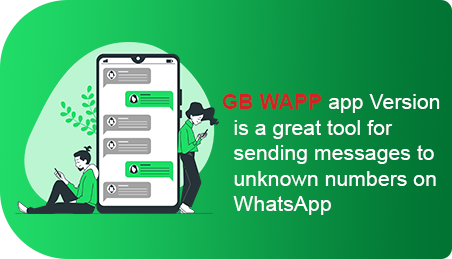 GB WAPP app Version
is a great tool for
sending messages to
unknown numbers on
WhatsApp